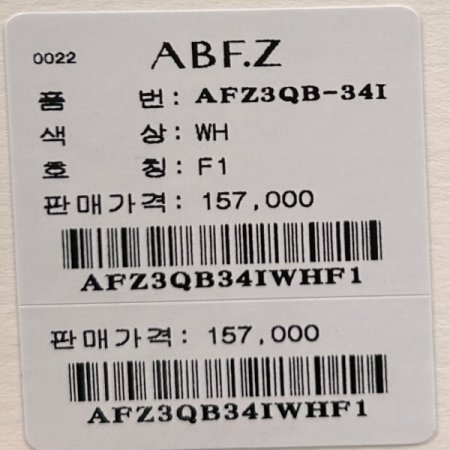 0022 ABF.Z
품 번: AFZ3QB-34I
색 상: WH
호 칭: F1
판매가격: 157,000
AFZ3QB34IWHF1
판매가격: 157,000
AFZ3QB34IWHF1